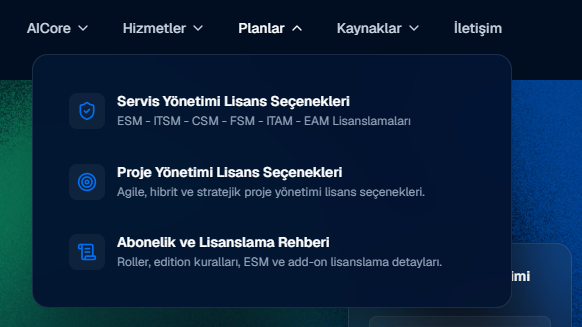 AICore
Hizmetler
Planlar
Kaynaklar
İletişim
Servis Yönetimi Lisans Seçenekleri
ESM - ITSM - CSM - FSM - ITAM - EAM Lisanslamaları
Proje Yönetimi Lisans Seçenekleri
Agile, hibrit ve stratejik proje yönetimi lisans seçenekleri.
Abonelik ve Lisanslama Rehberi
Roller, edition kuralları, ESM ve add-on lisanslama detayları.